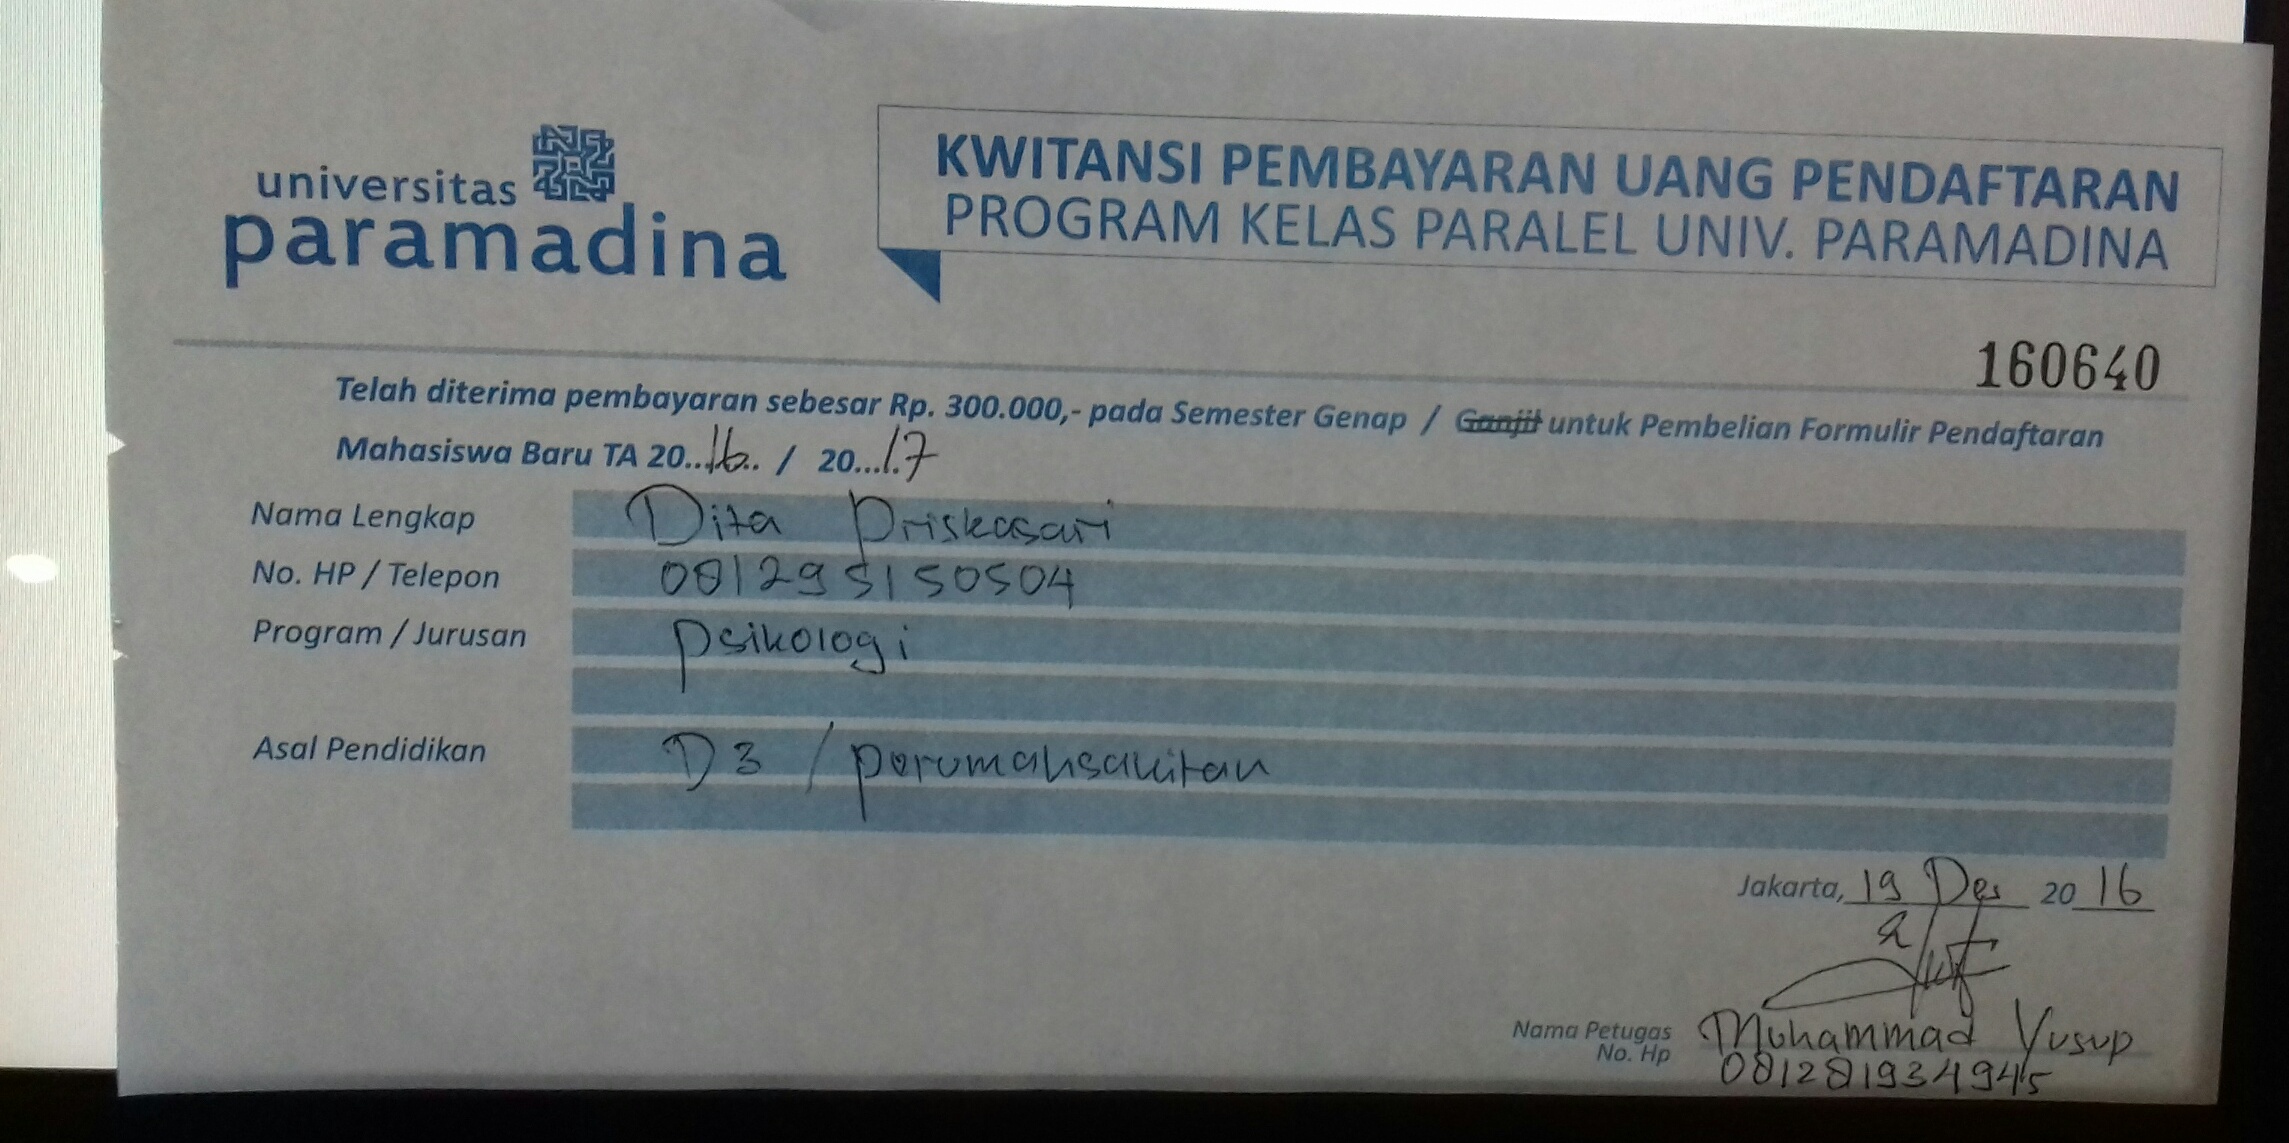 universitas
paramadina
KWITANSI PEMBAYARAN UANG PENDAFTARAN
PROGRAM KELAS PARALEL UNIV. PARAMADINA
160640
Telah diterima pembayaran sebesar Rp. 300.000,- pada Semester Genap / Ganjil untuk Pembelian Formulir Pendaftaran
Mahasiswa Baru TA 20..16.. / 20...17
Nama Lengkap Dita Priskasari
No. HP / Telepon 081295150504
Program / Jurusan Psikologi
Asal Pendidikan D3 / perumahsakitan
Jakarta, 19 Des 2016
Nama Petugas Muhammad Yusup
No. Hp 081281934945